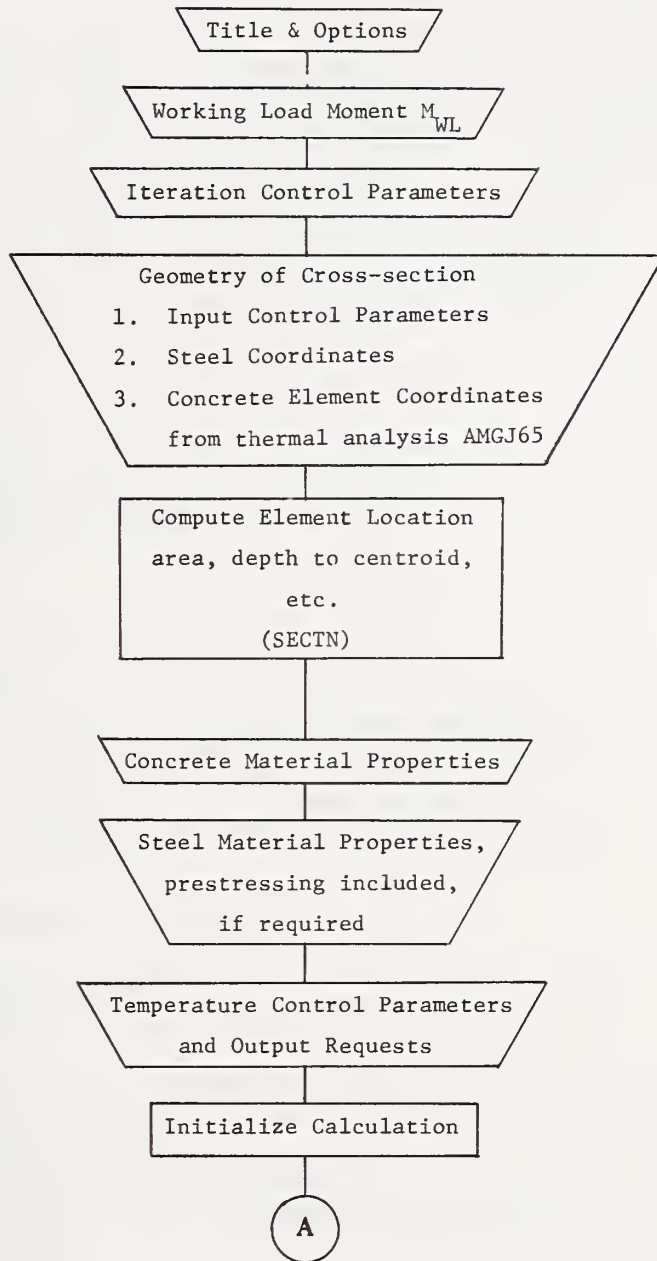 Title & Options
Working Load Moment M_WL
Iteration Control Parameters
Geometry of Cross-section
1. Input Control Parameters
2. Steel Coordinates
3. Concrete Element Coordinates
from thermal analysis AMGJ65
Compute Element Location
area, depth to centroid,
etc.
(SECTN)
Concrete Material Properties
Steel Material Properties,
prestressing included,
if required
Temperature Control Parameters
and Output Requests
Initialize Calculation
A